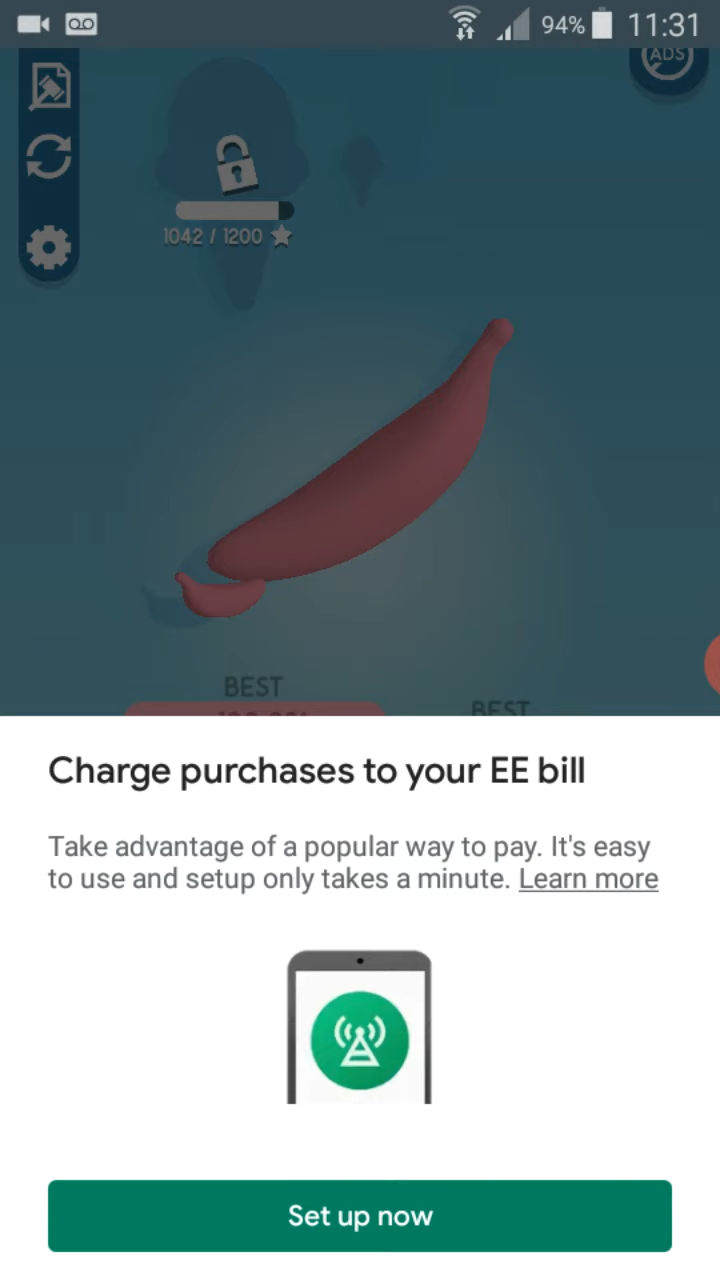 94% 11:31
ADS
1042 / 1200
BEST
BEST
Charge purchases to your EE bill
Take advantage of a popular way to pay. It's easy
to use and setup only takes a minute. Learn more
Set up now